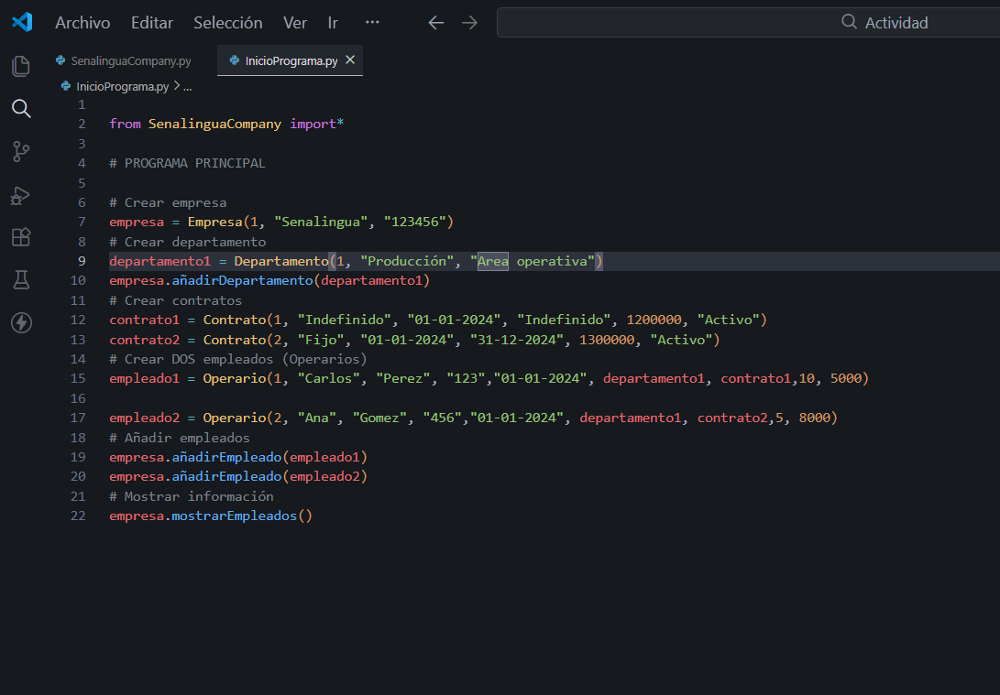 Archivo Editar Selección Ver Ir ··· Actividad
SenalinguaCompany.py InicioPrograma.py
InicioPrograma.py > ...
1
2 from SenalinguaCompany import*
3
4 # PROGRAMA PRINCIPAL
5
6 # Crear empresa
7 empresa = Empresa(1, "Senalingua", "123456")
8 # Crear departamento
9 departamento1 = Departamento(1, "Producción", "Area operativa")
10 empresa.añadirDepartamento(departamento1)
11 # Crear contratos
12 contrato1 = Contrato(1, "Indefinido", "01-01-2024", "Indefinido", 1200000, "Activo")
13 contrato2 = Contrato(2, "Fijo", "01-01-2024", "31-12-2024", 1300000, "Activo")
14 # Crear DOS empleados (Operarios)
15 empleado1 = Operario(1, "Carlos", "Perez", "123","01-01-2024", departamento1, contrato1,10, 5000)
16
17 empleado2 = Operario(2, "Ana", "Gomez", "456","01-01-2024", departamento1, contrato2,5, 8000)
18 # Añadir empleados
19 empresa.añadirEmpleado(empleado1)
20 empresa.añadirEmpleado(empleado2)
21 # Mostrar información
22 empresa.mostrarEmpleados()